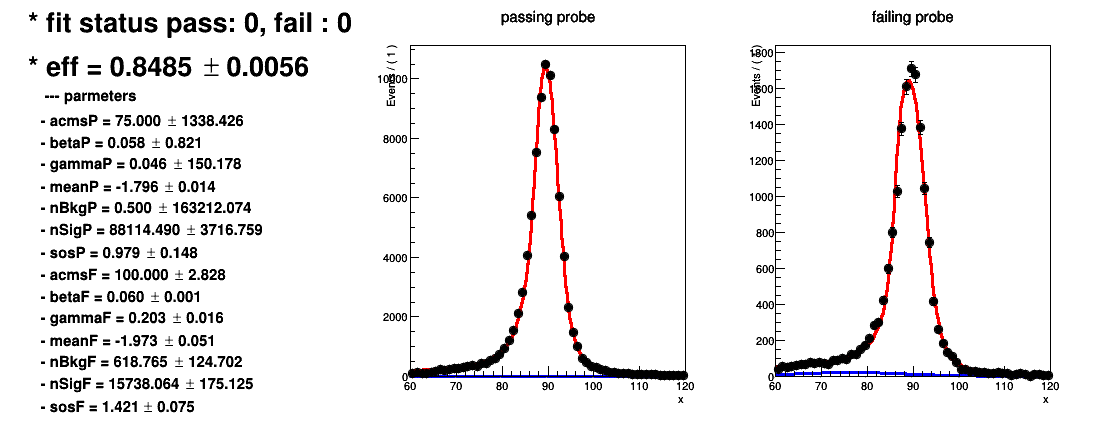 * fit status pass: 0, fail : 0
* eff = 0.8485 ± 0.0056
--- parmeters
- acmsP = 75.000 ± 1338.426
- betaP = 0.058 ± 0.821
- gammaP = 0.046 ± 150.178
- meanP = -1.796 ± 0.014
- nBkgP = 0.500 ± 163212.074
- nSigP = 88114.490 ± 3716.759
- sosP = 0.979 ± 0.148
- acmsF = 100.000 ± 2.828
- betaF = 0.060 ± 0.001
- gammaF = 0.203 ± 0.016
- meanF = -1.973 ± 0.051
- nBkgF = 618.765 ± 124.702
- nSigF = 15738.064 ± 175.125
- sosF = 1.421 ± 0.075
passing probe
Events / ( 1 )
10000
8000
6000
4000
2000
0
60 70 80 90 100 110 120
x
failing probe
Events / ( 1 )
1800
1600
1400
1200
1000
800
600
400
200
0
60 70 80 90 100 110 120
x